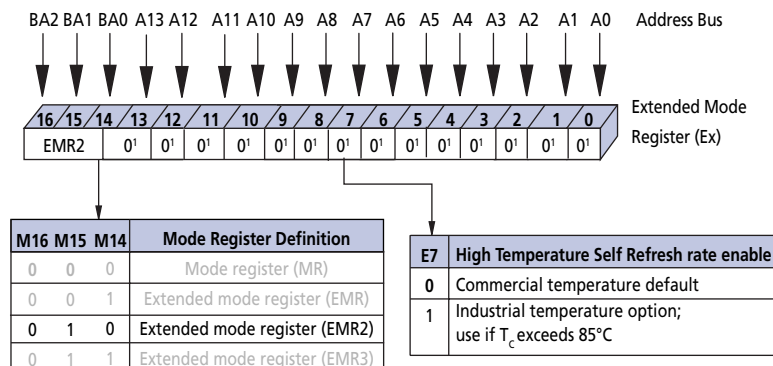 BA2 BA1 BA0 A13 A12 A11 A10 A9 A8 A7 A6 A5 A4 A3 A2 A1 A0 Address Bus
16 15 14 13 12 11 10 9 8 7 6 5 4 3 2 1 0
Extended Mode
Register (Ex)
EMR2 0¹ 0¹ 0¹ 0¹ 0¹ 0¹ 0¹ 0¹ 0¹ 0¹ 0¹ 0¹ 0¹ 0¹
M16 M15 M14 Mode Register Definition
0 0 0 Mode register (MR)
0 0 1 Extended mode register (EMR)
0 1 0 Extended mode register (EMR2)
0 1 1 Extended mode register (EMR3)
E7 High Temperature Self Refresh rate enable
0 Commercial temperature default
1 Industrial temperature option;
use if Tc exceeds 85°C